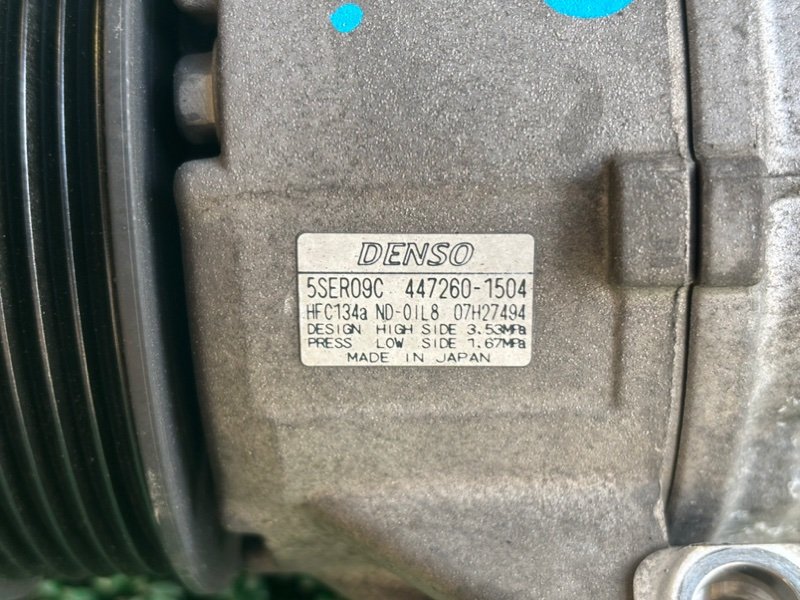 DENSO
5SER09C 447260-1504
HFC134a ND-OIL8 07H27494
DESIGN HIGH SIDE 3.53MPa
PRESS LOW SIDE 1.67MPa
MADE IN JAPAN